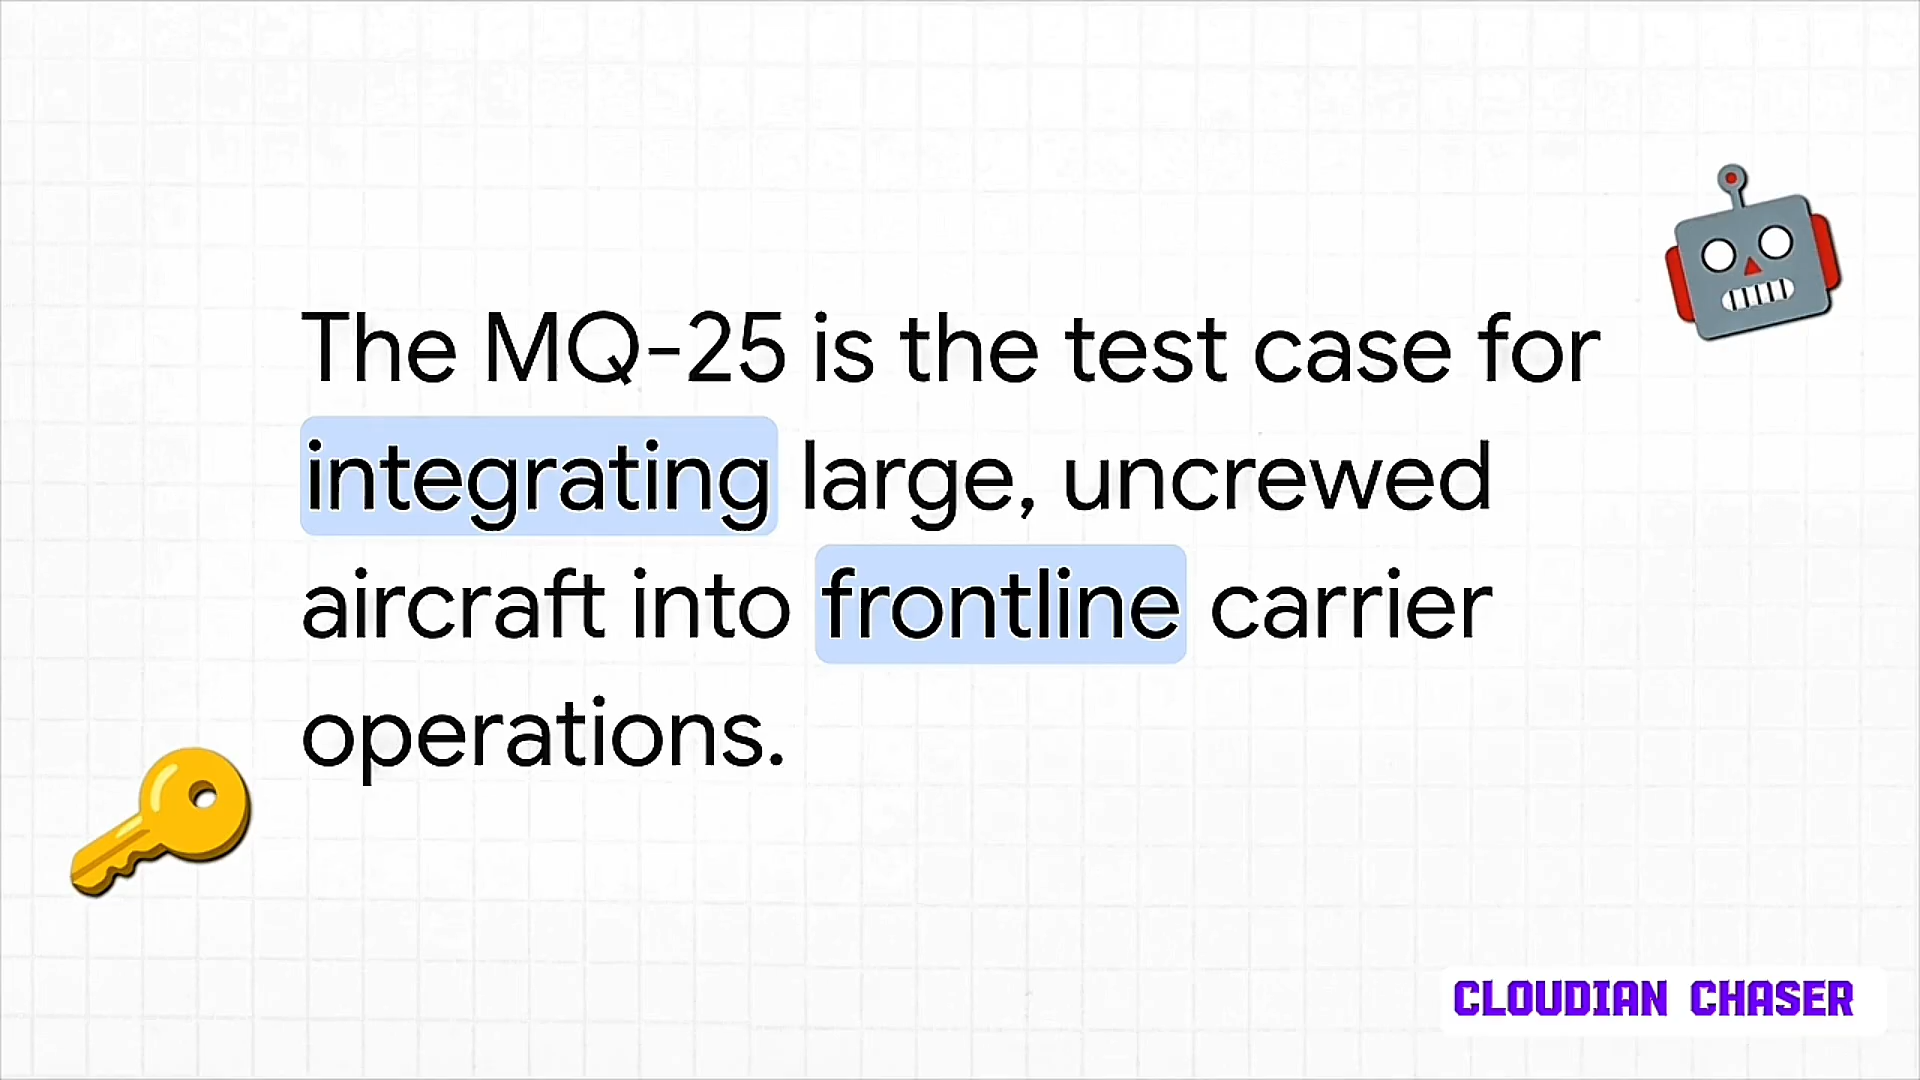 The MQ-25 is the test case for
integrating large, uncrewed
aircraft into frontline carrier
operations.
CLOUDIAN CHASER